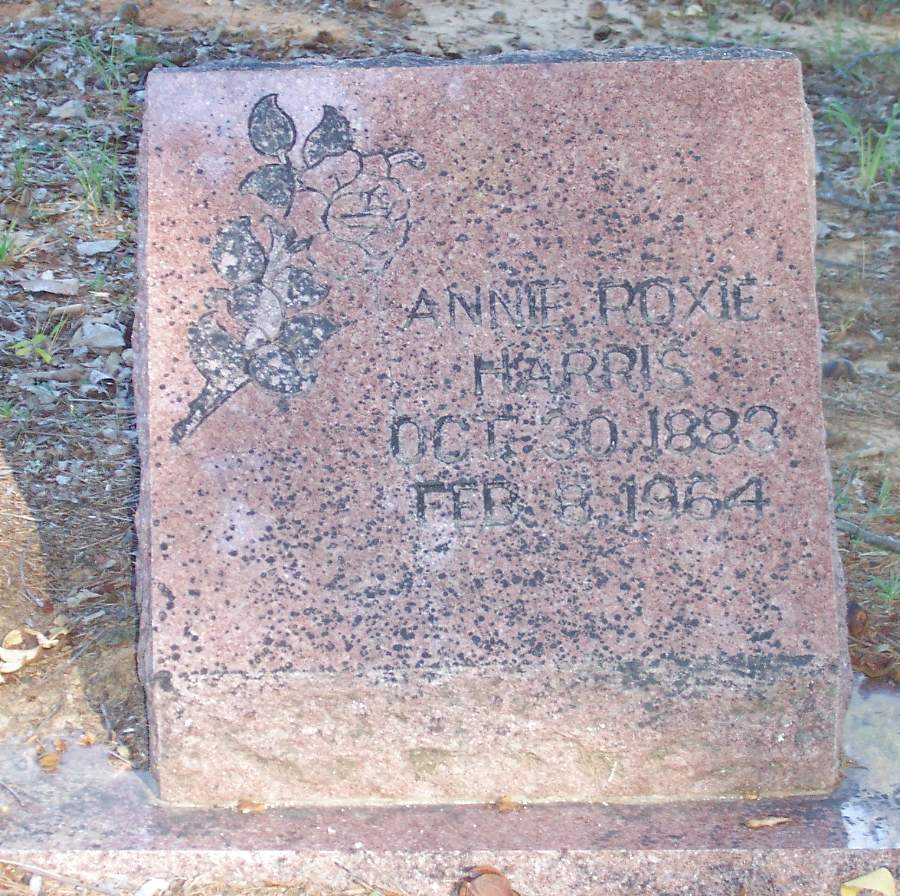 ANNIE ROXIE
HARRIS
OCT. 30, 1883
FEB. 8, 1964